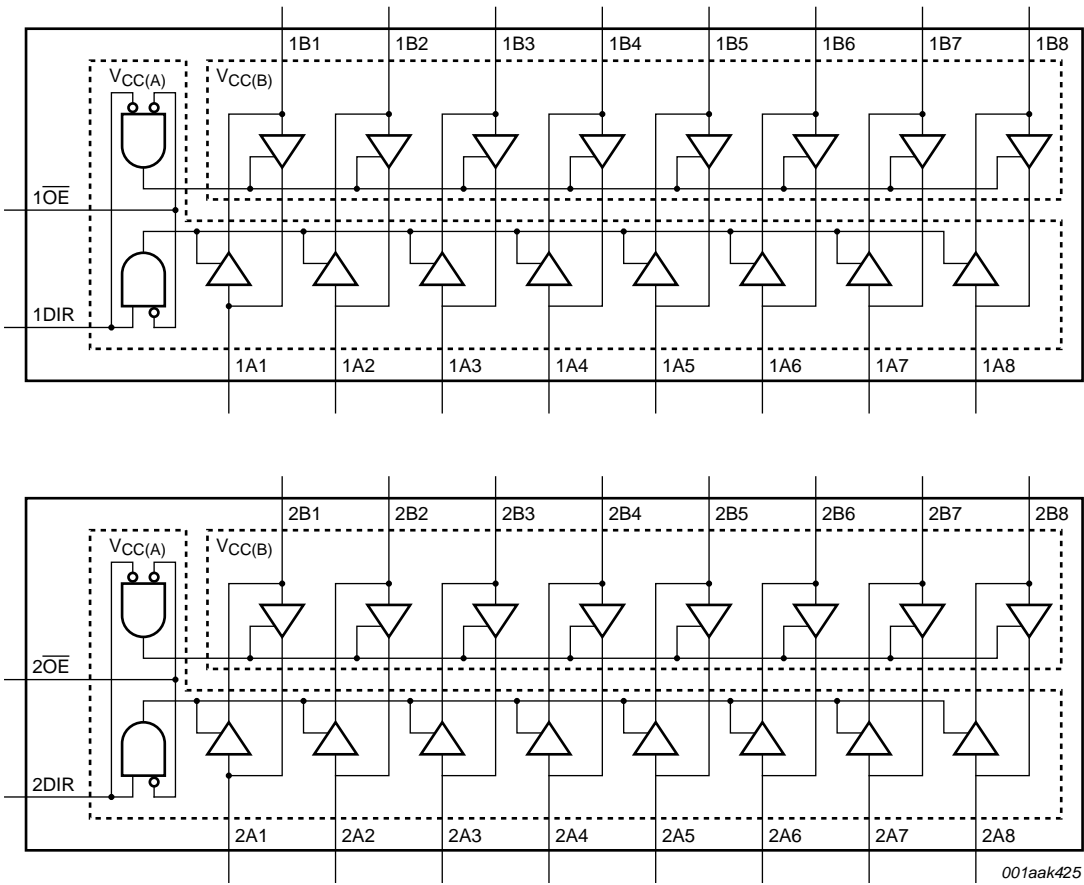 1B1 1B2 1B3 1B4 1B5 1B6 1B7 1B8
VCC(A) VCC(B)
1O̅E̅
1DIR
1A1 1A2 1A3 1A4 1A5 1A6 1A7 1A8
2B1 2B2 2B3 2B4 2B5 2B6 2B7 2B8
VCC(A) VCC(B)
2O̅E̅
2DIR
2A1 2A2 2A3 2A4 2A5 2A6 2A7 2A8
001aak425